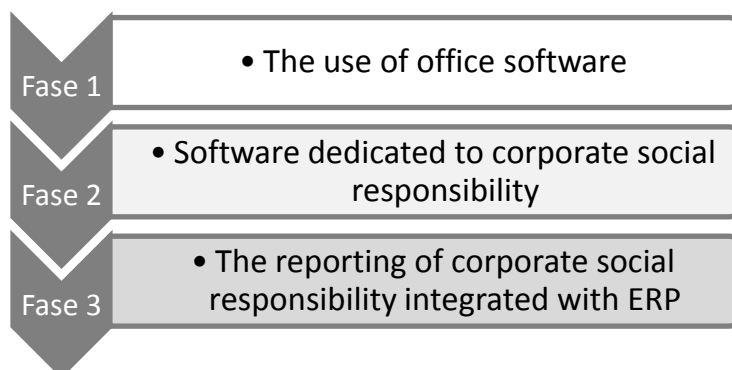 Fase 1
• The use of office software
Fase 2
• Software dedicated to corporate social
responsibility
Fase 3
• The reporting of corporate social
responsibility integrated with ERP